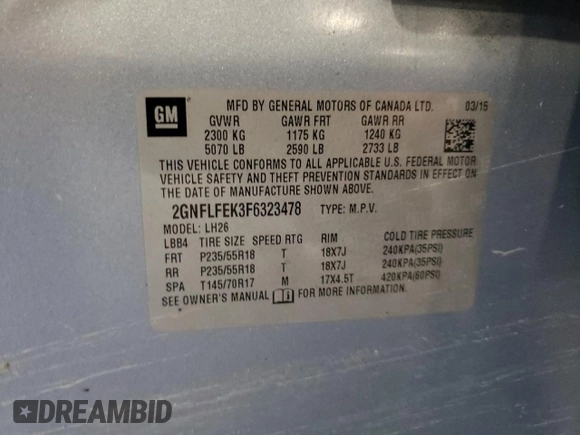 GM
MFD BY GENERAL MOTORS OF CANADA LTD. 03/15
GVWR GAWR FRT GAWR RR
2300 KG 1175 KG 1240 KG
5070 LB 2590 LB 2733 LB
THIS VEHICLE CONFORMS TO ALL APPLICABLE U.S. FEDERAL MOTOR
VEHICLE SAFETY AND THEFT PREVENTION STANDARDS IN EFFECT ON
THE DATE OF MANUFACTURE SHOWN ABOVE.
2GNFLFEK3F6323478 TYPE: M.P.V.
MODEL: LH26
LBB4 TIRE SIZE SPEED RTG RIM COLD TIRE PRESSURE
FRT P235/55R18 T 18X7J 240KPA(35PSI)
RR P235/55R18 T 18X7J 240KPA(35PSI)
SPA T145/70R17 M 17X4.5T 420KPA(60PSI)
SEE OWNER'S MANUAL FOR MORE INFORMATION.
DREAMBID